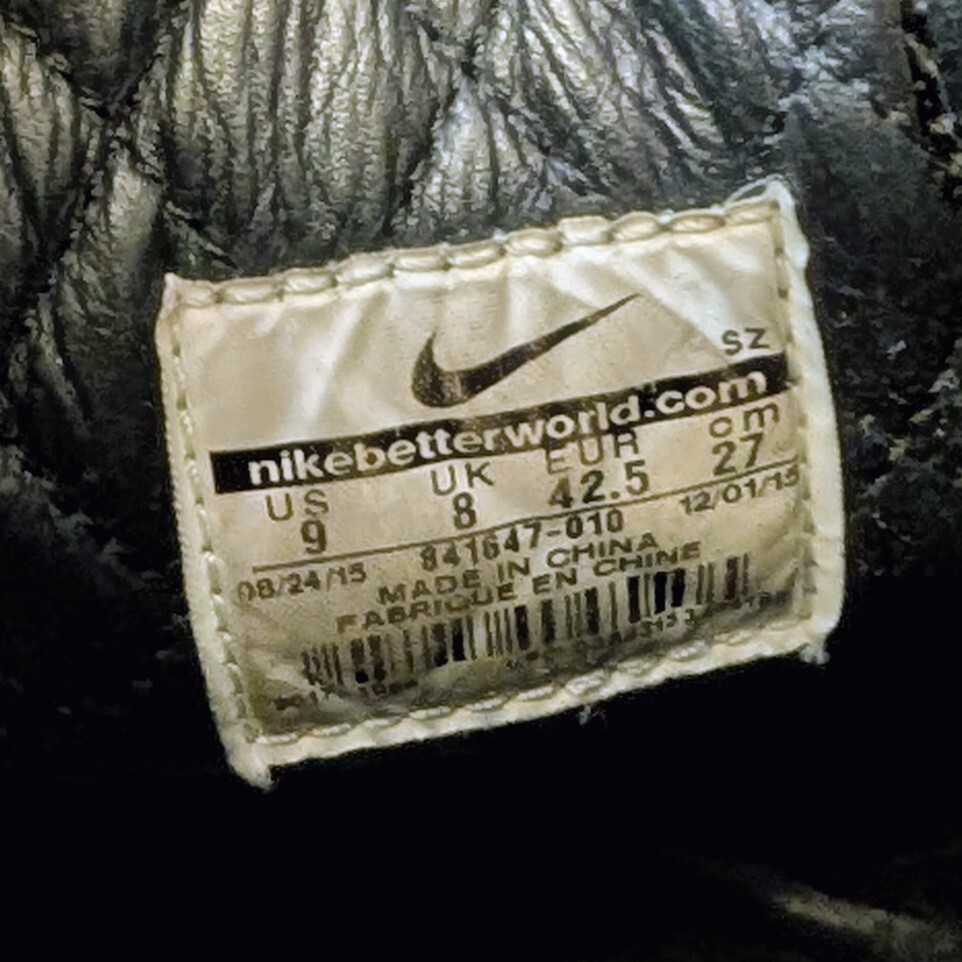 SZ
nikebetterworld.com
US UK EUR cm
9 8 42.5 27
08/24/15 841647-010 12/01/15
MADE IN CHINA
FABRIQUE EN CHINE